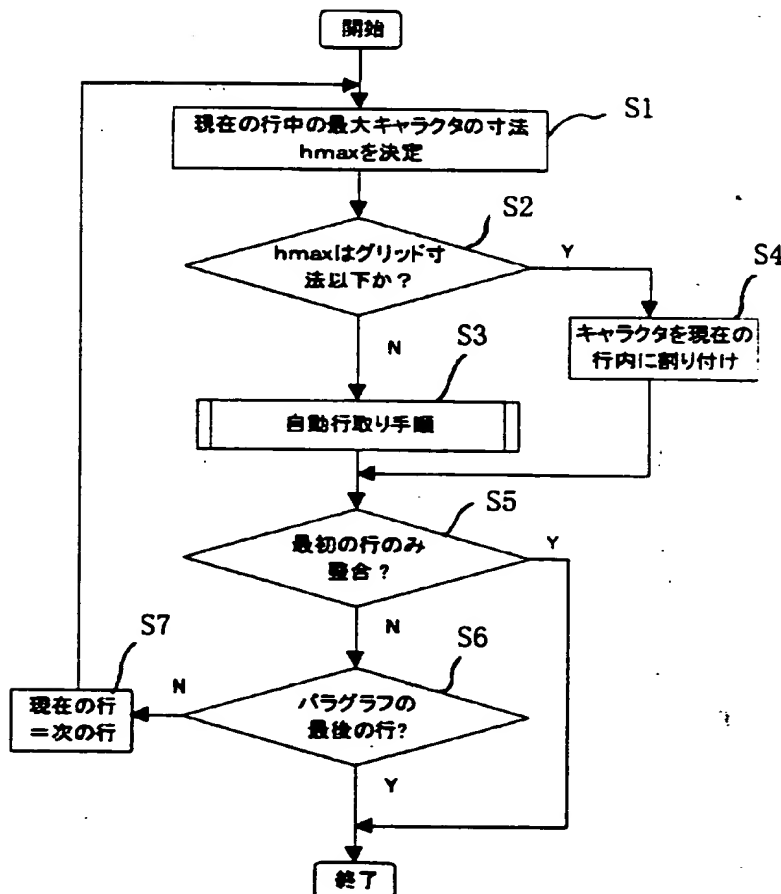 開始
S1
現在の行中の最大キャラクタの寸法
hmaxを決定
S2
hmaxはグリッド寸
法以下か？
Y
S4
キャラクタを現在の
行内に割り付け
N
S3
自動行取り手順
S5
最初の行のみ
整合？
Y
N
S7
S6
現在の行
＝次の行
N
パラグラフの
最後の行?
Y
終了